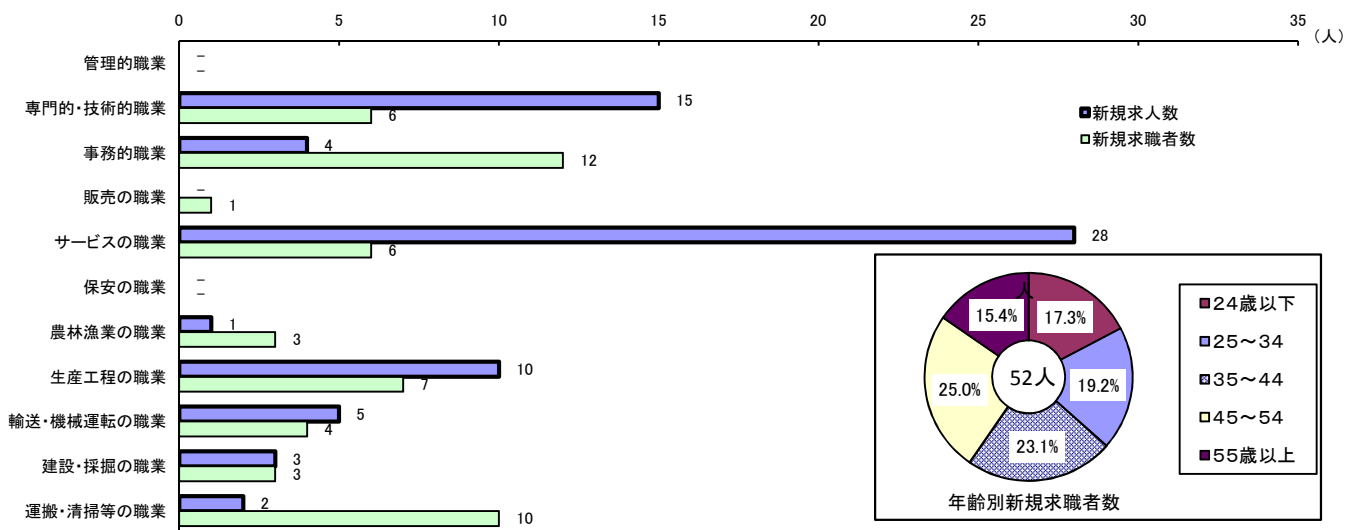 0 5 10 15 20 25 30 35
（人）
管理的職業
－
－
専門的・技術的職業
15
6
■新規求人数
□新規求職者数
事務的職業
4
12
販売の職業
－
1
サービスの職業
28
6
保安の職業
－
－
農林漁業の職業
1
3
生産工程の職業
10
7
輸送・機械運転の職業
5
4
建設・採掘の職業
3
3
運搬・清掃等の職業
2
10
人
15.4%
17.3%
25.0%
52人
19.2%
23.1%
24歳以下
25～34
35～44
45～54
55歳以上
年齢別新規求職者数